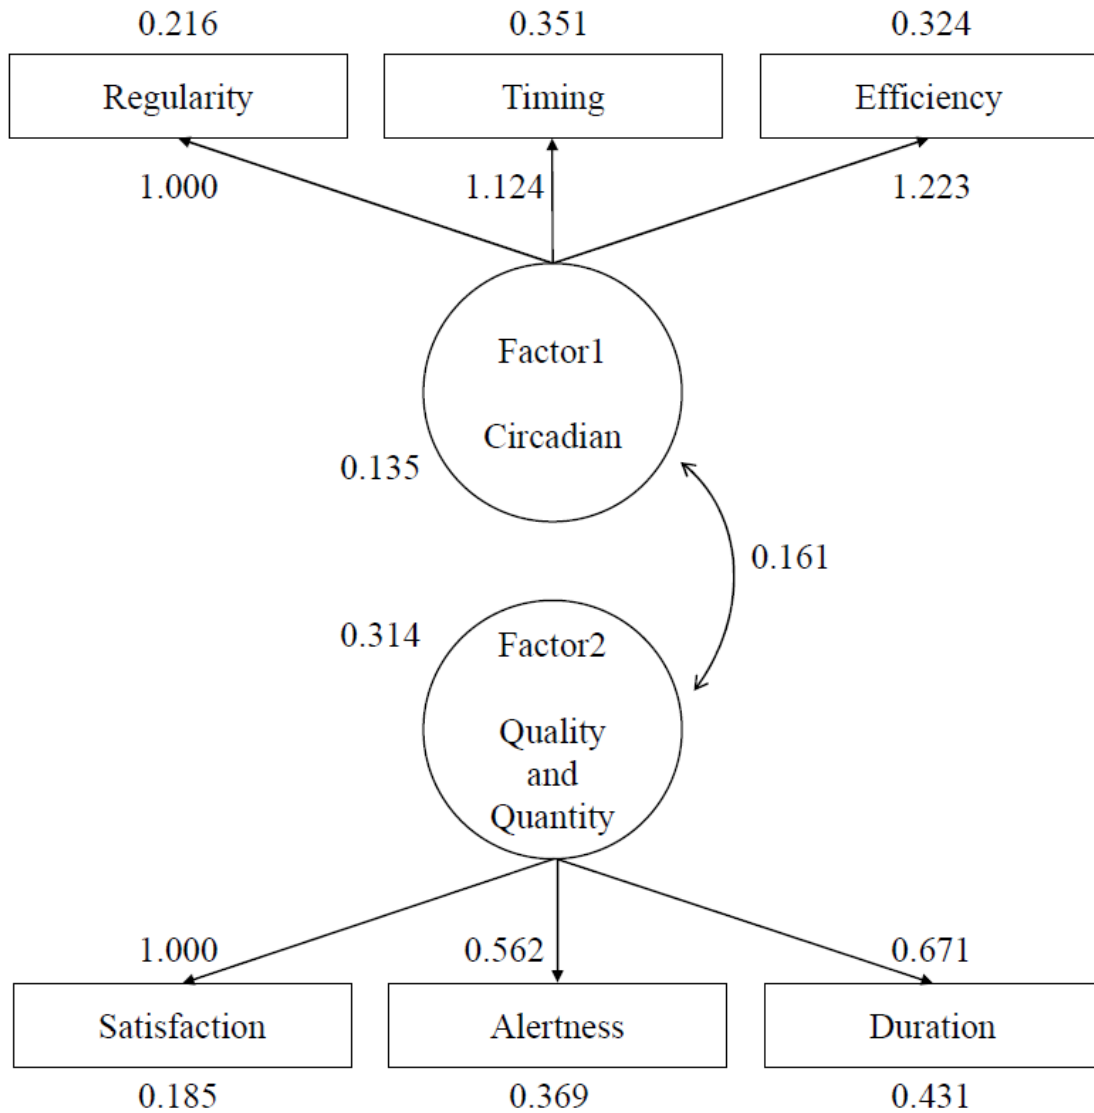 0.216 0.351 0.324
Regularity Timing Efficiency
1.000 1.124 1.223
Factor1
Circadian
0.135
0.161
0.314
Factor2
Quality
and
Quantity
1.000 0.562 0.671
Satisfaction Alertness Duration
0.185 0.369 0.431